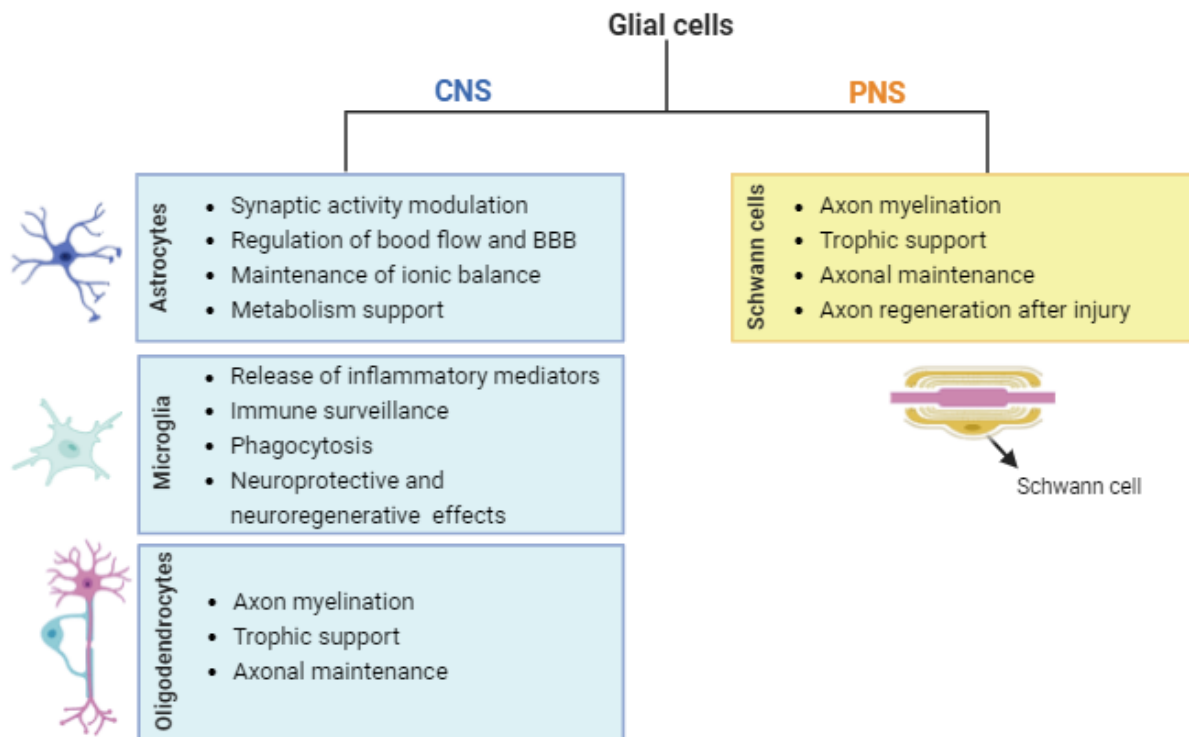 Glial cells
CNS
PNS
Astrocytes
• Synaptic activity modulation
• Regulation of bood flow and BBB
• Maintenance of ionic balance
• Metabolism support
Schwann cells
• Axon myelination
• Trophic support
• Axonal maintenance
• Axon regeneration after injury
Microglia
• Release of inflammatory mediators
• Immune surveillance
• Phagocytosis
• Neuroprotective and
neuroregenerative effects
Schwann cell
Oligodendrocytes
• Axon myelination
• Trophic support
• Axonal maintenance